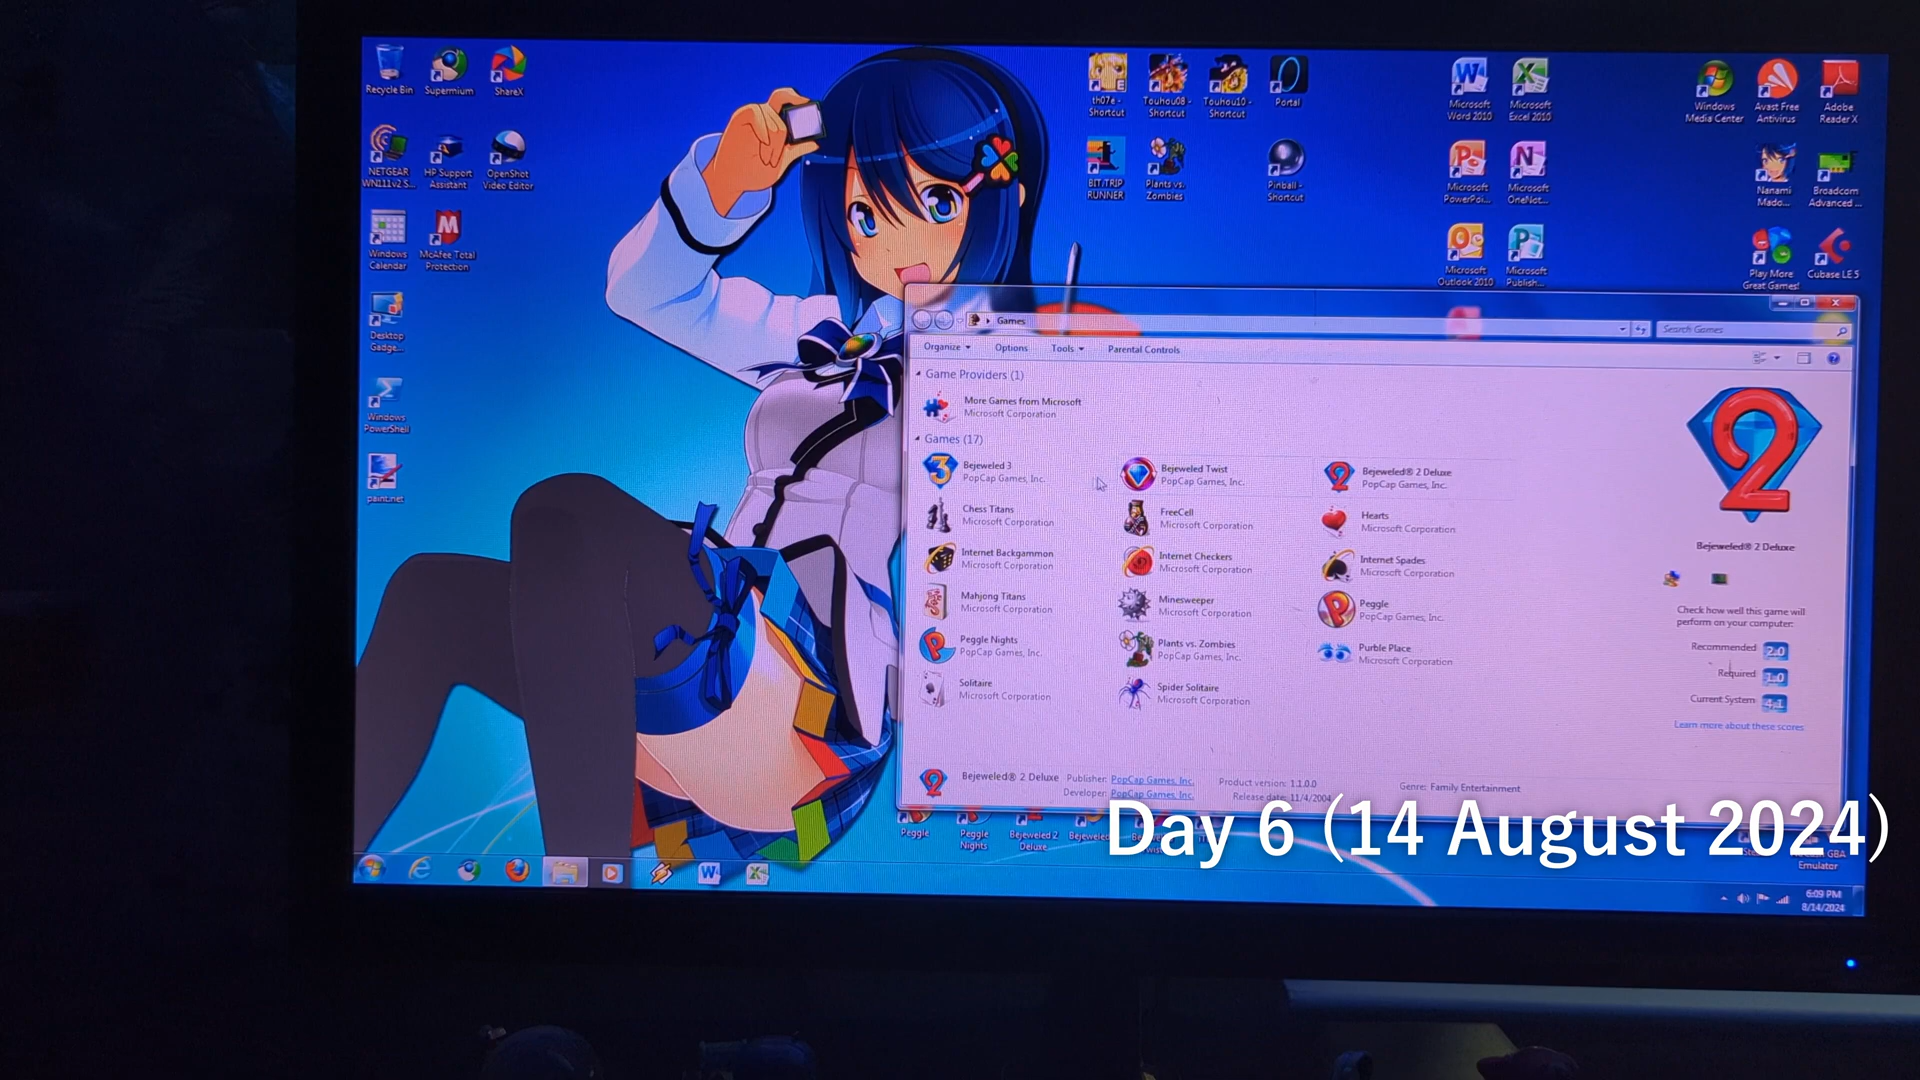 Recycle Bin
Supermium
ShareX
NETGEAR
WN111v2 S...
HP Support
Assistant
OpenShot
Video Editor
Windows
Calendar
McAfee Total
Protection
Desktop
Gadge...
Windows
PowerShell
paint.net
th07e -
Shortcut
Touhou08 -
Shortcut
Touhou10 -
Shortcut
Portal
BIT.TRIP
RUNNER
Plants vs.
Zombies
Pinball -
Shortcut
Microsoft
Word 2010
Microsoft
Excel 2010
Microsoft
PowerPoi...
Microsoft
OneNot...
Microsoft
Outlook 2010
Microsoft
Publish...
Windows
Media Center
Avast Free
Antivirus
Adobe
Reader X
Nanami
Mado...
Broadcom
Advanced ...
Play More
Great Games!
Cubase LE 5
Games
Search Games
Organize
Options
Tools
Parental Controls
Game Providers (1)
More Games from Microsoft
Microsoft Corporation
Games (17)
Bejeweled 3
PopCap Games, Inc.
Bejeweled Twist
PopCap Games, Inc.
Bejeweled® 2 Deluxe
PopCap Games, Inc.
Chess Titans
Microsoft Corporation
FreeCell
Microsoft Corporation
Hearts
Microsoft Corporation
Internet Backgammon
Microsoft Corporation
Internet Checkers
Microsoft Corporation
Internet Spades
Microsoft Corporation
Mahjong Titans
Microsoft Corporation
Minesweeper
Microsoft Corporation
Peggle
PopCap Games, Inc.
Peggle Nights
PopCap Games, Inc.
Plants vs. Zombies
PopCap Games, Inc.
Purble Place
Microsoft Corporation
Solitaire
Microsoft Corporation
Spider Solitaire
Microsoft Corporation
2
Bejeweled® 2 Deluxe
Check how well this game will
perform on your computer:
Recommended 2.0
Required 1.0
Current System 4.1
Learn more about these scores
Bejeweled® 2 Deluxe
Publisher: PopCap Games, Inc.
Developer: PopCap Games, Inc.
Product version: 1.1.0.0
Release date: 11/4/2004
Genre: Family Entertainment
Peggle
Peggle
Nights
Bejeweled 2
Deluxe
Day 6 (14 August 2024)
GBA
Emulator
6:09 PM
8/14/2024